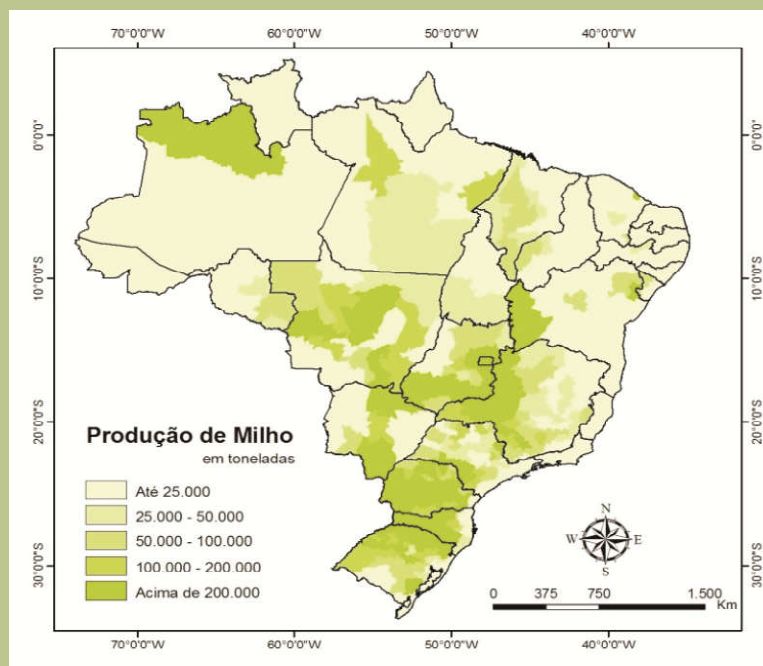 70°0'0"W 60°0'0"W 50°0'0"W 40°0'0"W
0°0'0" 0°0'0"
10°0'0"S 10°0'0"S
20°0'0"S 20°0'0"S
30°0'0"S 30°0'0"S
Produção de Milho
em toneladas
Até 25.000
25.000 - 50.000
50.000 - 100.000
100.000 - 200.000
Acima de 200.000
N
W E
S
0 375 750 1.500
Km
70°0'0"W 60°0'0"W 50°0'0"W 40°0'0"W